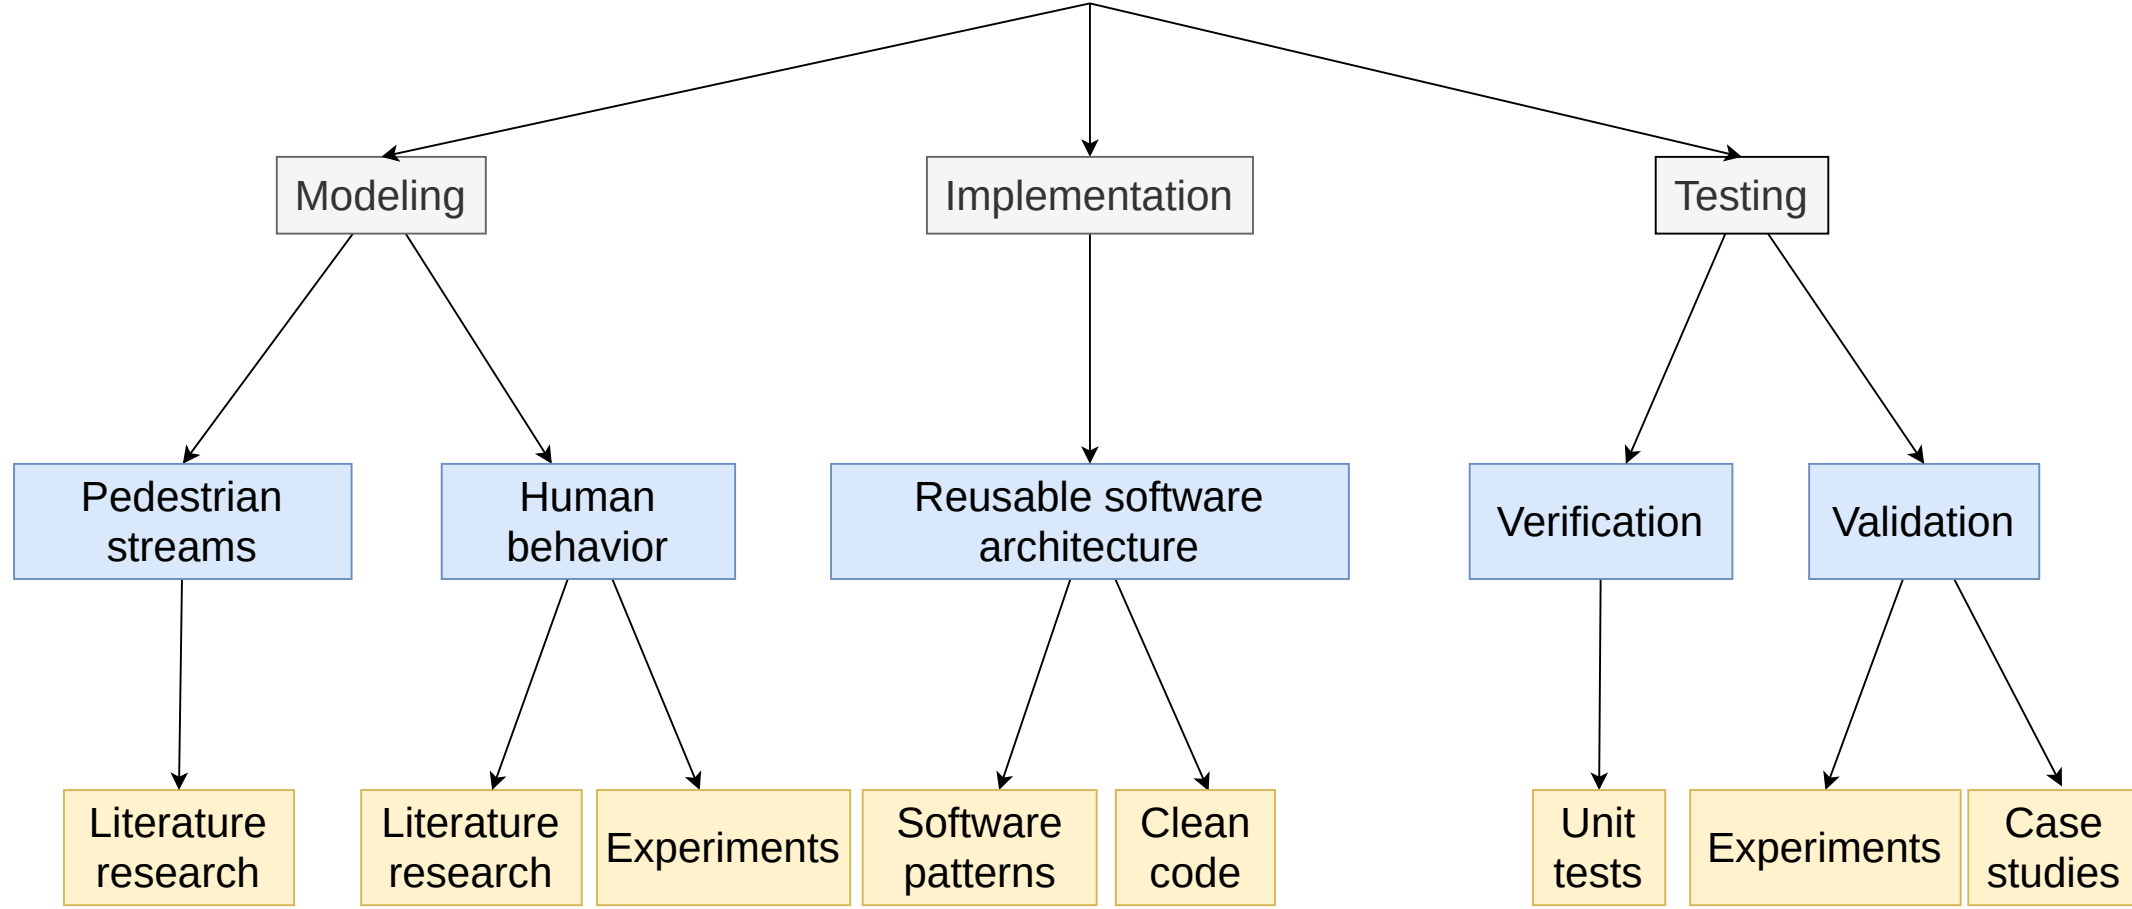 Modeling
Implementation
Testing
Pedestrian
streams
Human
behavior
Reusable software
architecture
Verification
Validation
Literature
research
Literature
research
Experiments
Software
patterns
Clean
code
Unit
tests
Experiments
Case
studies